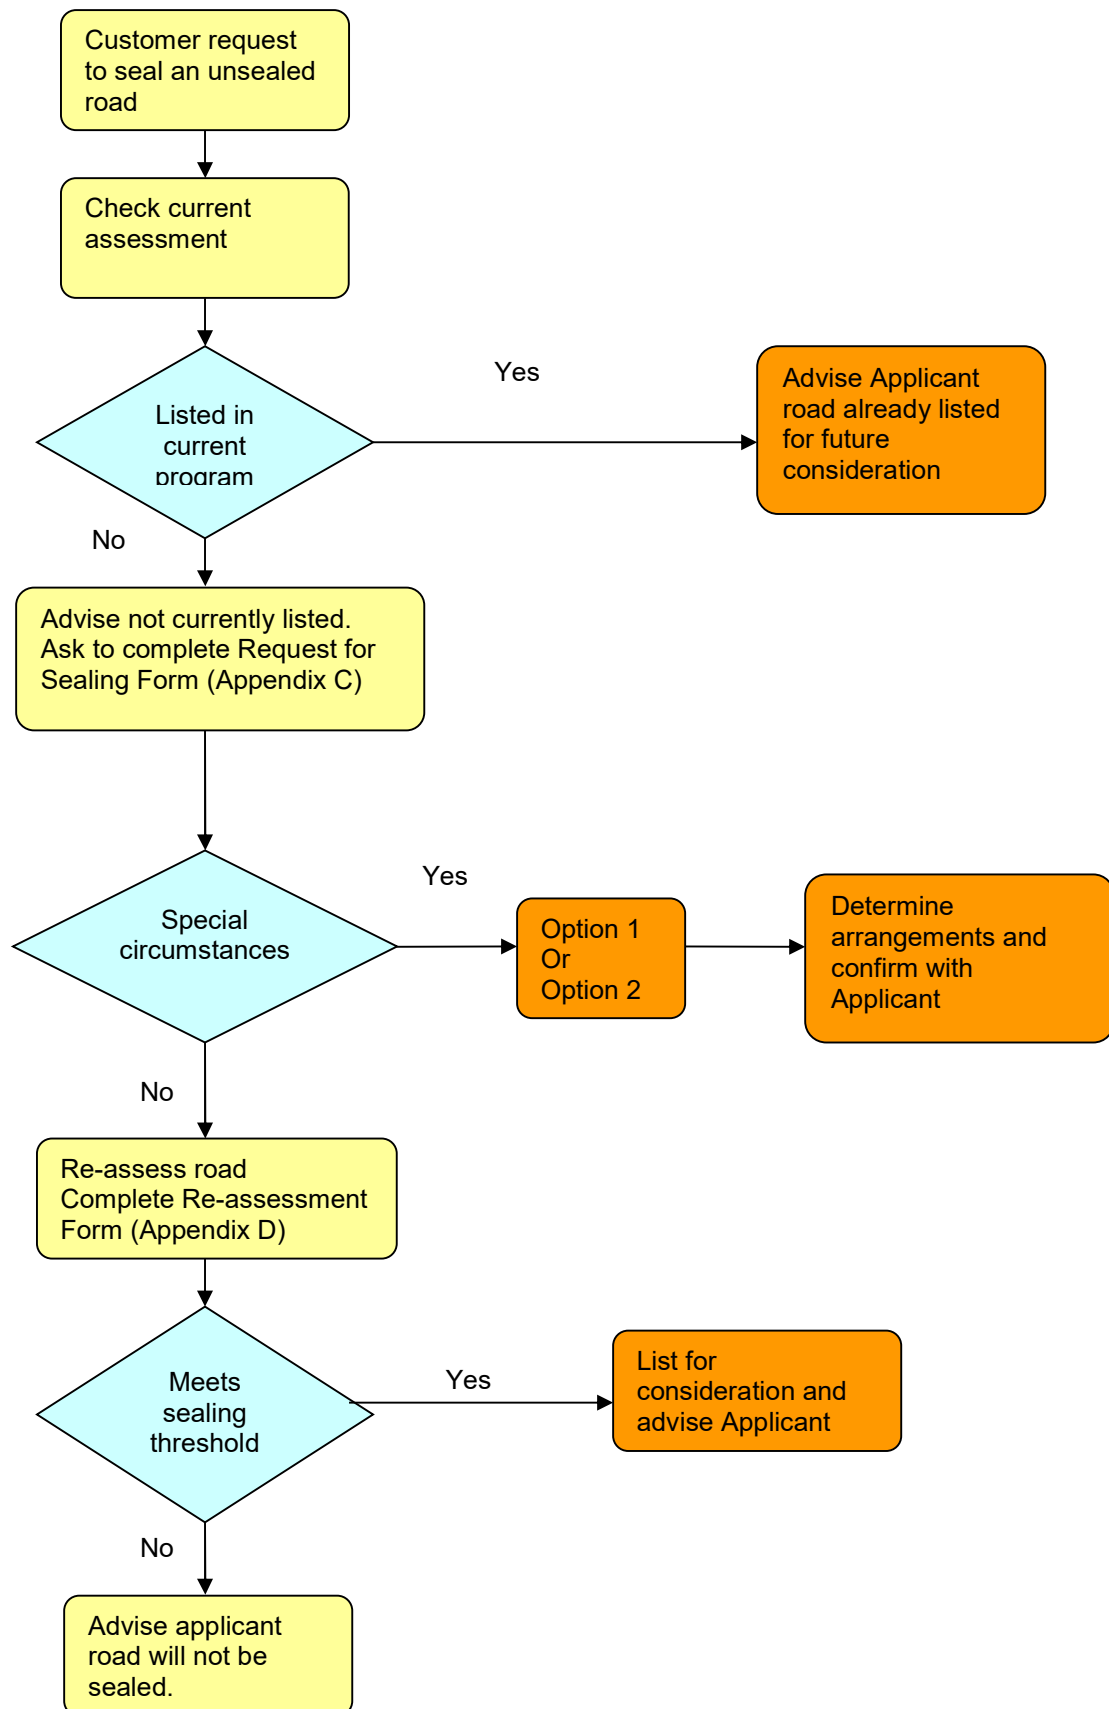 Customer request
to seal an unsealed
road
Check current
assessment
Listed in
current
program
Yes
Advise Applicant
road already listed
for future
consideration
No
Advise not currently listed.
Ask to complete Request for
Sealing Form (Appendix C)
Special
circumstances
Yes
Option 1
Or
Option 2
Determine
arrangements and
confirm with
Applicant
No
Re-assess road
Complete Re-assessment
Form (Appendix D)
Meets
sealing
threshold
Yes
List for
consideration and
advise Applicant
No
Advise applicant
road will not be
sealed.